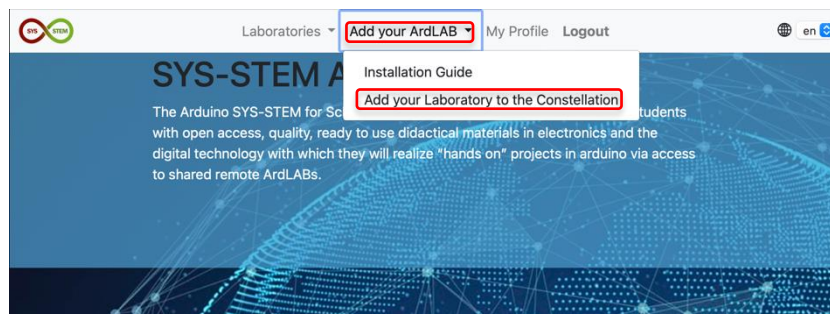 SYS STEM
Laboratories Add your ArdLAB My Profile Logout en
Installation Guide
Add your Laboratory to the Constellation
SYS-STEM A
The Arduino SYS-STEM for Sc tudents
with open access, quality, ready to use didactical materials in electronics and the
digital technology with which they will realize "hands on" projects in arduino via access
to shared remote ArdLABs.